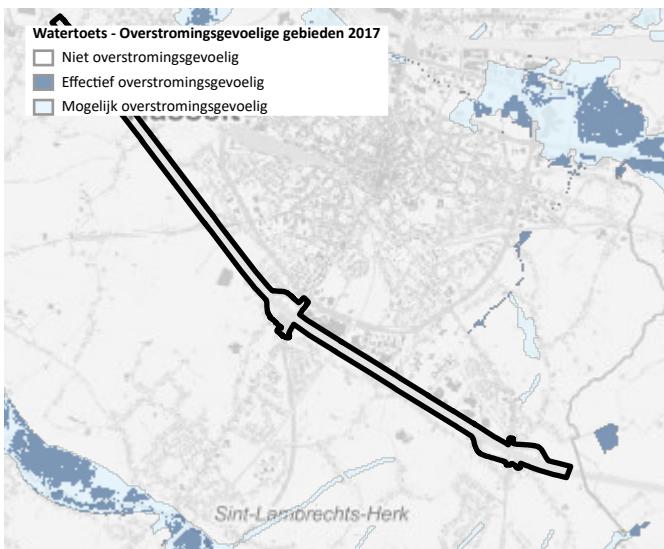 Watertoets - Overstromingsgevoelige gebieden 2017
Niet overstromingsgevoelig
Effectief overstromingsgevoelig
Mogelijk overstromingsgevoelig
Sint-Lambrechts-Herk